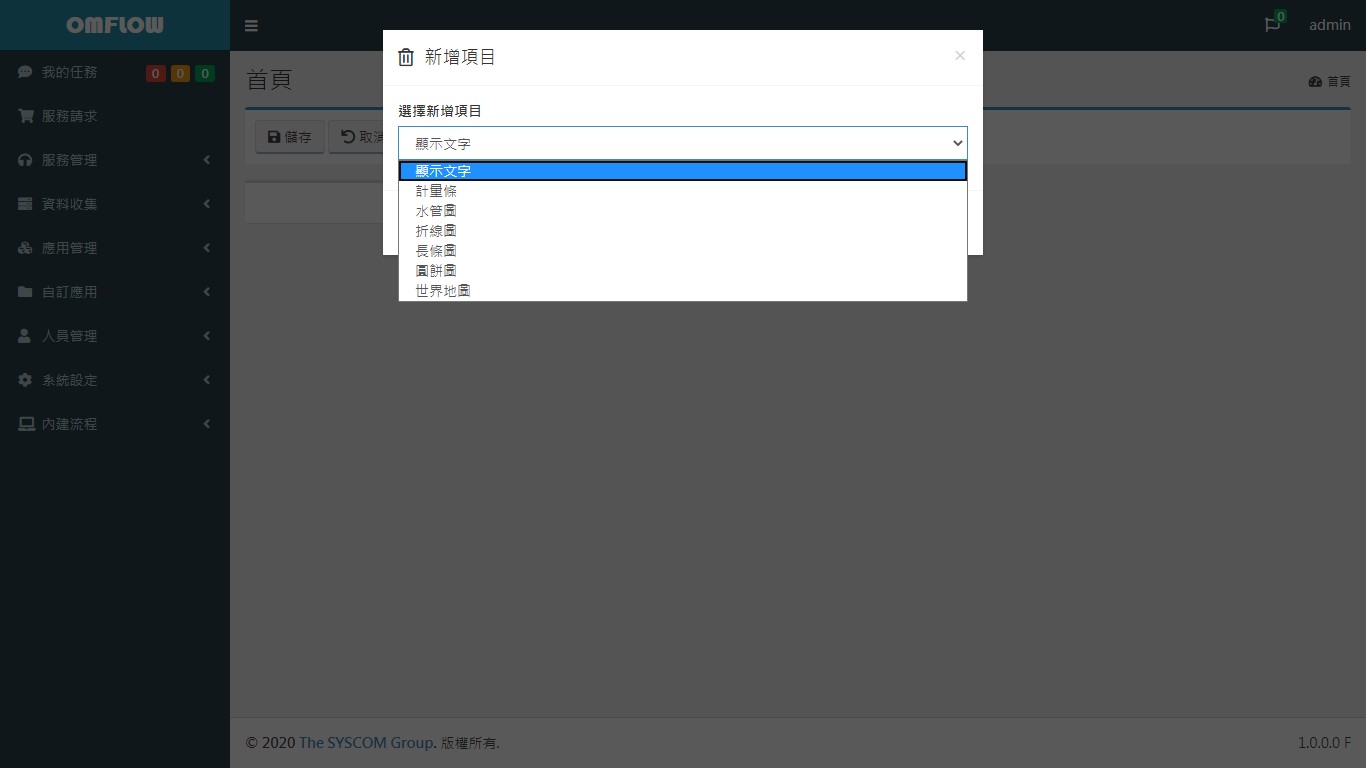 OMFLOW
0
admin
我的任務 0 0 0
服務請求
服務管理
資料收集
應用管理
自訂應用
人員管理
系統設定
內建流程
首頁
首頁
儲存
取消
新增項目
×
選擇新增項目
顯示文字
顯示文字
計量條
水管圖
折線圖
長條圖
圓餅圖
世界地圖
© 2020 The SYSCOM Group. 版權所有.
1.0.0.0 F